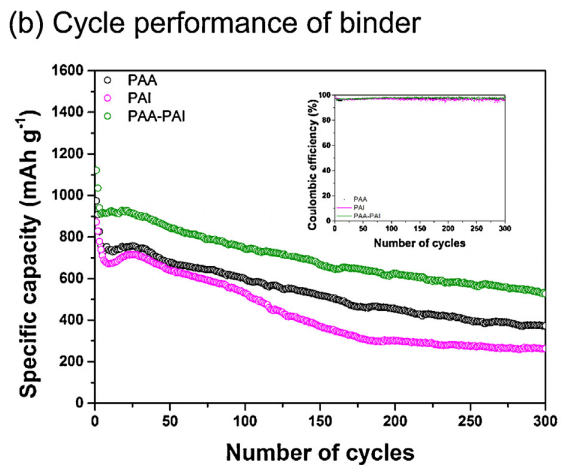 (b) Cycle performance of binder
1600
1400
1200
1000
800
600
400
200
0
Specific capacity (mAh g⁻¹)
PAA
PAI
PAA-PAI
0
50
100
150
200
250
300
Number of cycles
100
80
60
40
20
0
Coulombic efficiency (%)
PAA
PAI
PAA-PAI
0
50
100
150
200
250
300
Number of cycles